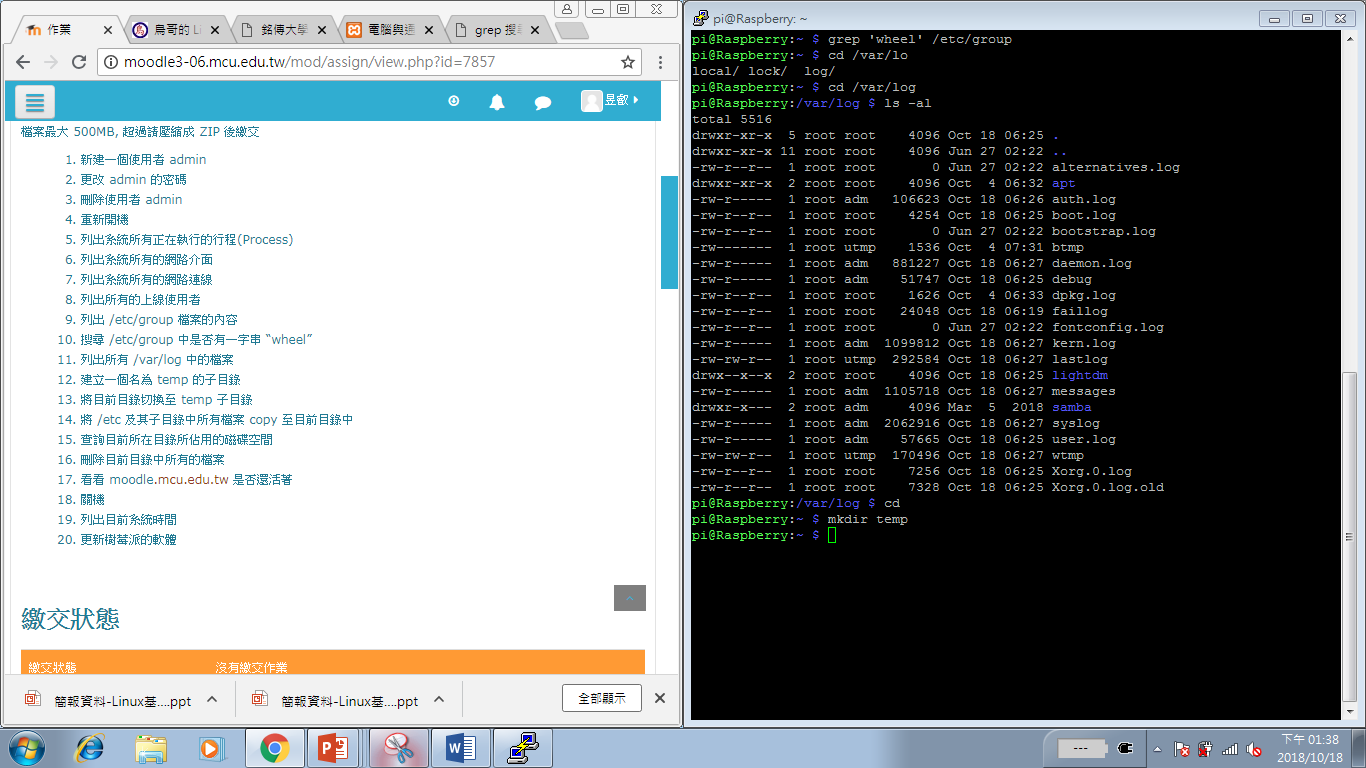 作業
鳥哥的 Li
銘傳大學
電腦與通
grep 搜尋
moodle3-06.mcu.edu.tw/mod/assign/view.php?id=7857
昱叡
檔案最大 500MB, 超過請壓縮成 ZIP 後繳交
1. 新建一個使用者 admin
2. 更改 admin 的密碼
3. 刪除使用者 admin
4. 重新開機
5. 列出系統所有正在執行的行程(Process)
6. 列出系統所有的網路介面
7. 列出系統所有的網路連線
8. 列出所有的上線使用者
9. 列出 /etc/group 檔案的內容
10. 搜尋 /etc/group 中是否有一字串 “wheel”
11. 列出所有 /var/log 中的檔案
12. 建立一個名為 temp 的子目錄
13. 將目前目錄切換至 temp 子目錄
14. 將 /etc 及其子目錄中所有檔案 copy 至目前目錄中
15. 查詢目前所在目錄所佔用的磁碟空間
16. 刪除目前目錄中所有的檔案
17. 看看 moodle.mcu.edu.tw 是否還活著
18. 關機
19. 列出目前系統時間
20. 更新樹莓派的軟體
繳交狀態
繳交狀態 沒有繳交作業
簡報資料-Linux基....ppt
簡報資料-Linux基....ppt
全部顯示
pi@Raspberry: ~
pi@Raspberry:~ $ grep 'wheel' /etc/group
pi@Raspberry:~ $ cd /var/lo
local/ lock/  log/
pi@Raspberry:~ $ cd /var/log
pi@Raspberry:/var/log $ ls -al
total 5516
drwxr-xr-x  5 root root    4096 Oct 18 06:25 .
drwxr-xr-x 11 root root    4096 Jun 27 02:22 ..
-rw-r--r--  1 root root       0 Jun 27 02:22 alternatives.log
drwxr-xr-x  2 root root    4096 Oct  4 06:32 apt
-rw-r-----  1 root adm   106623 Oct 18 06:26 auth.log
-rw-r--r--  1 root root    4254 Oct 18 06:25 boot.log
-rw-r--r--  1 root root       0 Jun 27 02:22 bootstrap.log
-rw-------  1 root utmp    1536 Oct  4 07:31 btmp
-rw-r-----  1 root adm   881227 Oct 18 06:27 daemon.log
-rw-r-----  1 root adm    51747 Oct 18 06:25 debug
-rw-r--r--  1 root root    1626 Oct  4 06:33 dpkg.log
-rw-r--r--  1 root root   24048 Oct 18 06:19 faillog
-rw-r--r--  1 root root       0 Jun 27 02:22 fontconfig.log
-rw-r-----  1 root adm  1099812 Oct 18 06:27 kern.log
-rw-rw-r--  1 root utmp  292584 Oct 18 06:27 lastlog
drwx--x--x  2 root root    4096 Oct 18 06:25 lightdm
-rw-r-----  1 root adm  1105718 Oct 18 06:27 messages
drwxr-x---  2 root adm     4096 Mar  5  2018 samba
-rw-r-----  1 root adm  2062916 Oct 18 06:27 syslog
-rw-r-----  1 root adm    57665 Oct 18 06:25 user.log
-rw-rw-r--  1 root utmp  170496 Oct 18 06:27 wtmp
-rw-r--r--  1 root root    7256 Oct 18 06:25 Xorg.0.log
-rw-r--r--  1 root root    7328 Oct 18 06:25 Xorg.0.log.old
pi@Raspberry:/var/log $ cd
pi@Raspberry:~ $ mkdir temp
pi@Raspberry:~ $
---
下午 01:38
2018/10/18